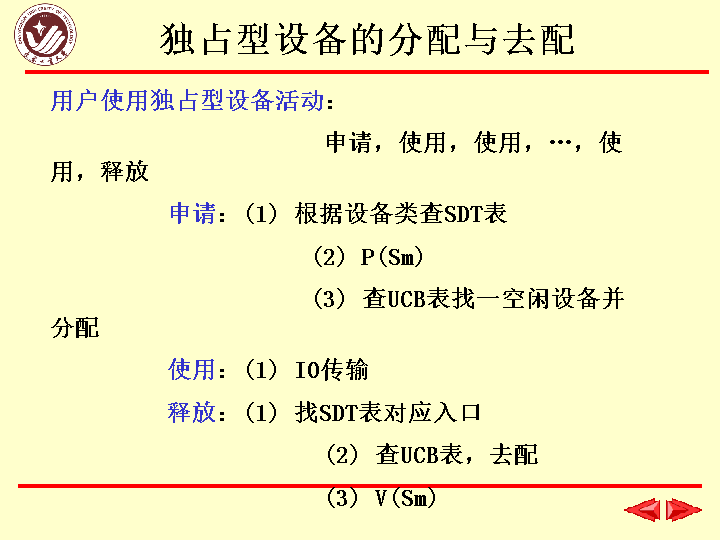 独占型设备的分配与去配
用户使用独占型设备活动：
申请，使用，使用，…，使
用，释放
申请：(1) 根据设备类查SDT表
(2) P(Sm)
(3) 查UCB表找一空闲设备并
分配
使用：(1) IO传输
释放：(1) 找SDT表对应入口
(2) 查UCB表，去配
(3) V(Sm)